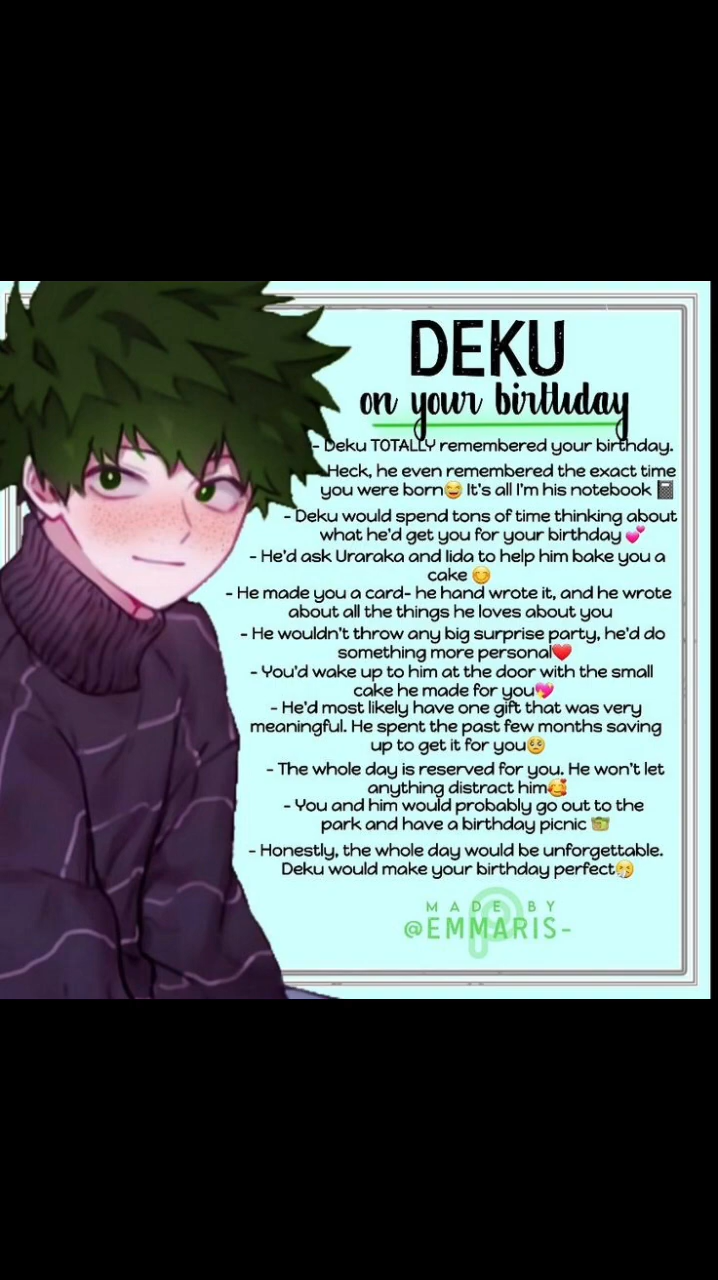 DEKU
on your birthday
- Deku TOTALLY remembered your birthday.
Heck, he even remembered the exact time
you were born😂 It's all I'm his notebook 📓
- Deku would spend tons of time thinking about
what he'd get you for your birthday 💕
- He'd ask Uraraka and Iida to help him bake you a
cake 😊
- He made you a card- he hand wrote it, and he wrote
about all the things he loves about you
- He wouldn't throw any big surprise party, he'd do
something more personal❤️
- You'd wake up to him at the door with the small
cake he made for you💖
- He'd most likely have one gift that was very
meaningful. He spent the past few months saving
up to get it for you🥺
- The whole day is reserved for you. He won't let
anything distract him🥰
- You and him would probably go out to the
park and have a birthday picnic 🧺
- Honestly, the whole day would be unforgettable.
Deku would make your birthday perfect🤧
MADE BY
@EMMARIS-